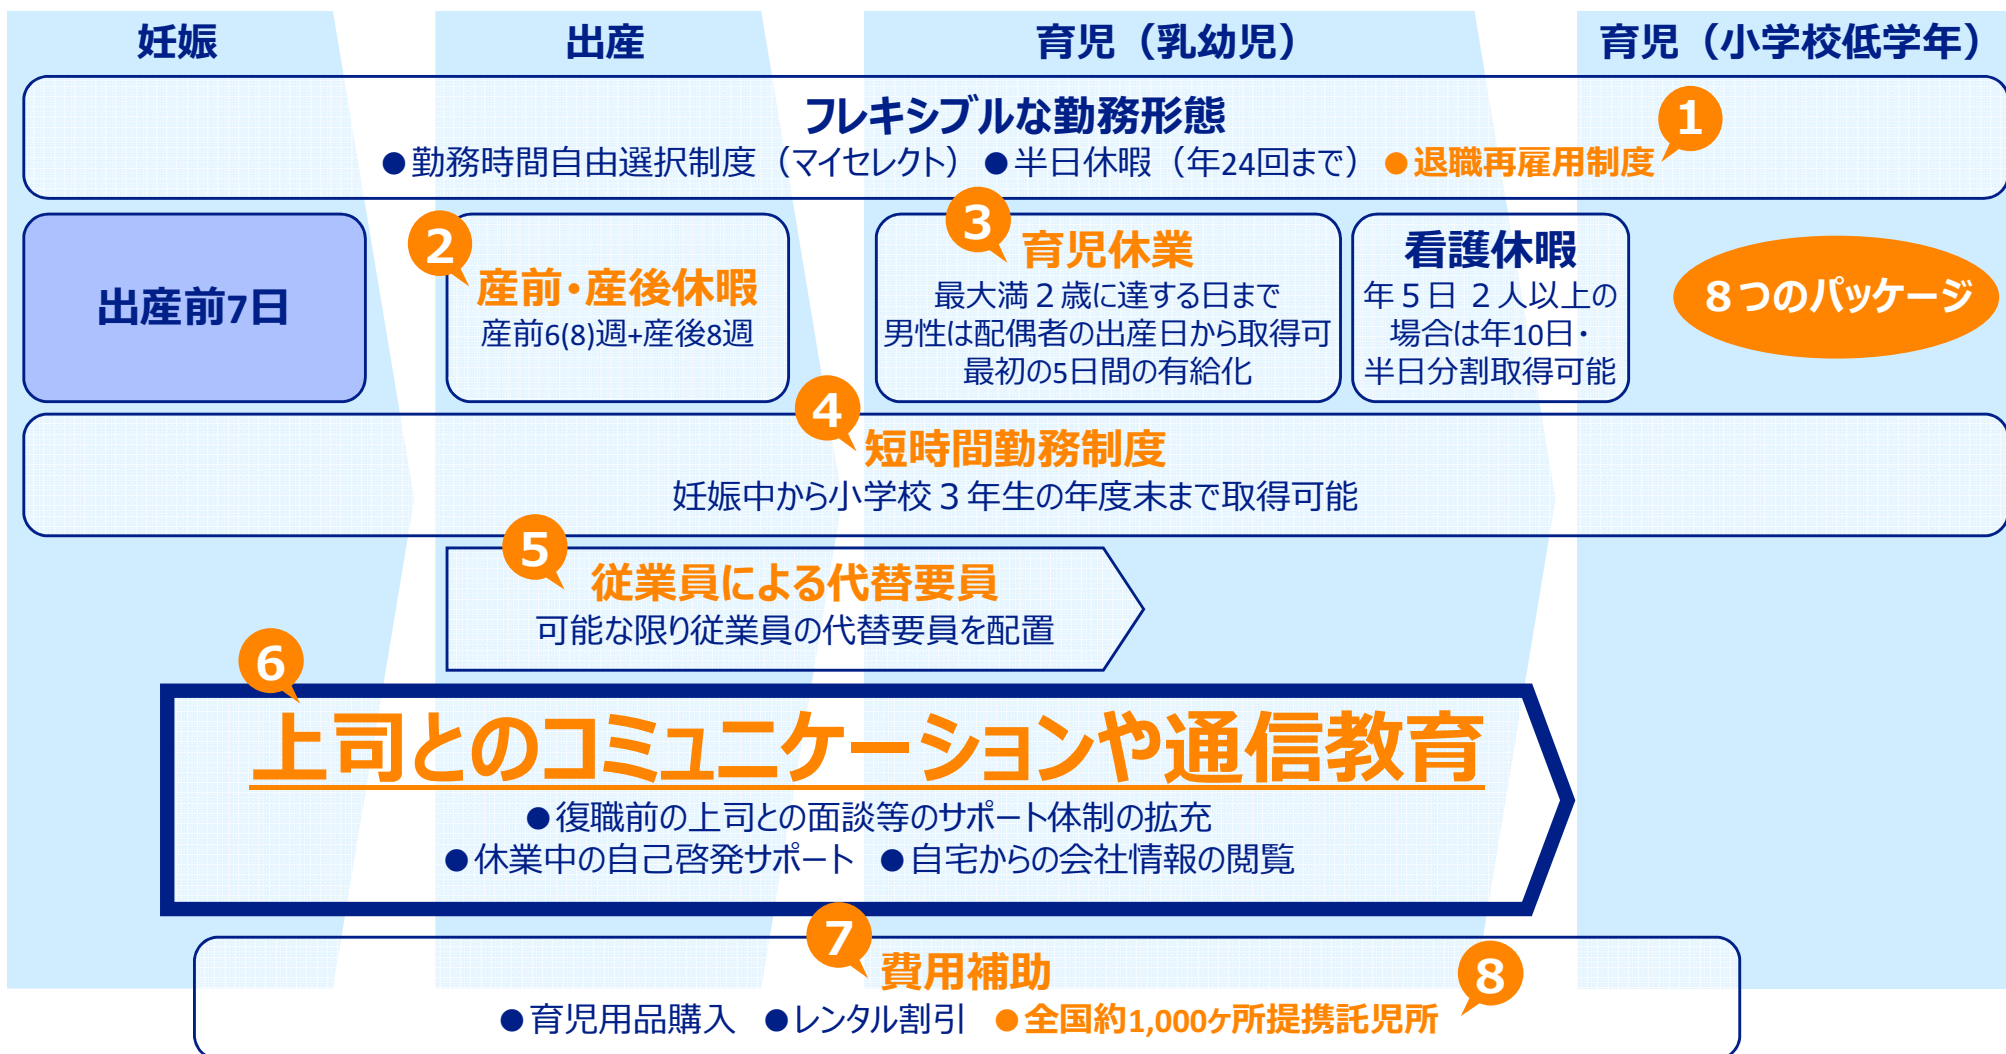 妊娠
出産
育児（乳幼児）
育児（小学校低学年）
フレキシブルな勤務形態
1
●勤務時間自由選択制度（マイセレクト） ●半日休暇（年24回まで） ●退職再雇用制度
出産前7日
2
産前・産後休暇
産前6(8)週+産後8週
3
育児休業
最大満２歳に達する日まで
男性は配偶者の出産日から取得可
最初の5日間の有給化
看護休暇
年５日 ２人以上の
場合は年10日・
半日分割取得可能
８つのパッケージ
4
短時間勤務制度
妊娠中から小学校３年生の年度末まで取得可能
5
従業員による代替要員
可能な限り従業員の代替要員を配置
6
上司とのコミュニケーションや通信教育
●復職前の上司との面談等のサポート体制の拡充
●休業中の自己啓発サポート ●自宅からの会社情報の閲覧
7
費用補助
8
●育児用品購入 ●レンタル割引 ●全国約1,000ケ所提携託児所